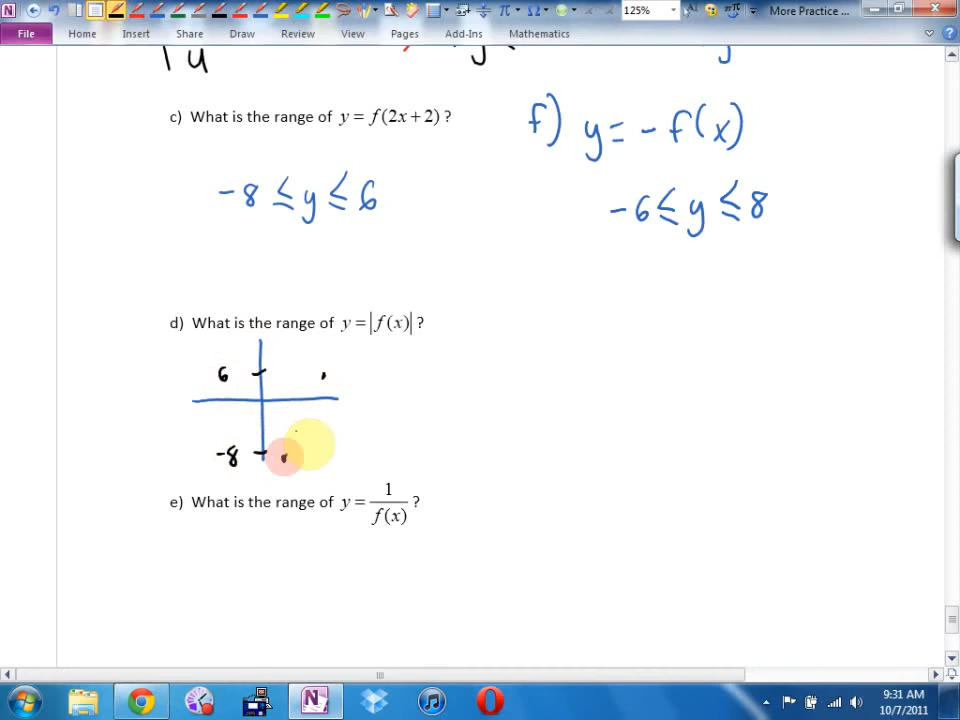 125%
More Practice ...
File Home Insert Share Draw Review View Pages Add-Ins Mathematics
c) What is the range of y = f(2x + 2) ?
f) y = - f(x)
-8 ≤ y ≤ 6
-6 ≤ y ≤ 8
d) What is the range of y = |f(x)| ?
6
-8
e) What is the range of y = 1/f(x) ?
9:31 AM
10/7/2011